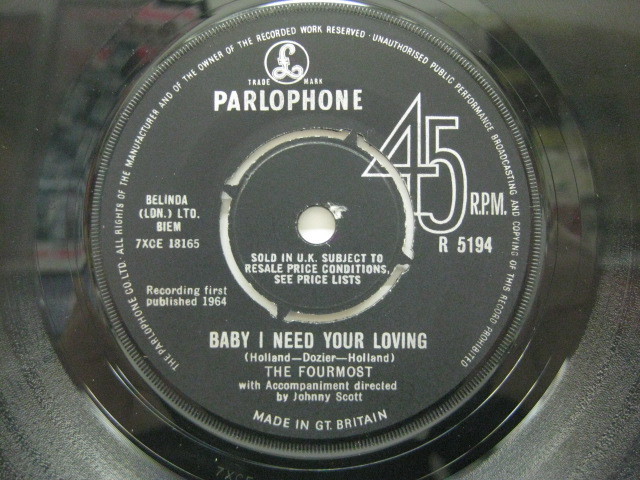 THE PARLOPHONE CO LTD. ALL RIGHTS OF THE MANUFACTURER AND OF THE OWNER OF THE RECORDED WORK RESERVED · UNAUTHORISED PUBLIC PERFORMANCE BROADCASTING AND COPYING OF THIS RECORD PROHIBITED
TRADE MARK
PARLOPHONE
45
R.P.M.
BELINDA
(LON.) LTD.
BIEM
7XCE 18165
R 5194
SOLD IN U.K. SUBJECT TO
RESALE PRICE CONDITIONS,
SEE PRICE LISTS
Recording first
published 1964
BABY I NEED YOUR LOVING
(Holland—Dozier—Holland)
THE FOURMOST
with Accompaniment directed
by Johnny Scott
MADE IN GT. BRITAIN